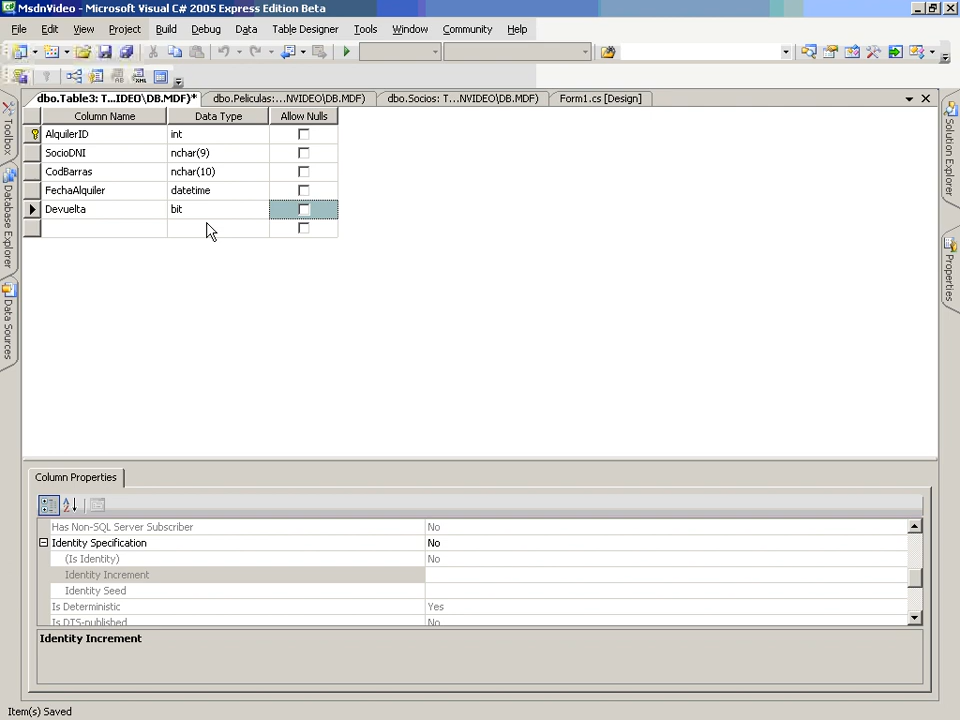 MsdnVideo - Microsoft Visual C# 2005 Express Edition Beta
File Edit View Project Build Debug Data Table Designer Tools Window Community Help
dbo.Table3: T...IDEO\DB.MDF)* dbo.Peliculas:...NVIDEO\DB.MDF) dbo.Socios: T...NVIDEO\DB.MDF) Form1.cs [Design]
Column Name Data Type Allow Nulls
AlquilerID int
SocioDNI nchar(9)
CodBarras nchar(10)
FechaAlquiler datetime
Devuelta bit
Toolbox
Database Explorer
Data Sources
Solution Explorer
Properties
Column Properties
Has Non-SQL Server Subscriber No
Identity Specification No
(Is Identity) No
Identity Increment
Identity Seed
Is Deterministic Yes
Is DTS-published No
Identity Increment
Item(s) Saved